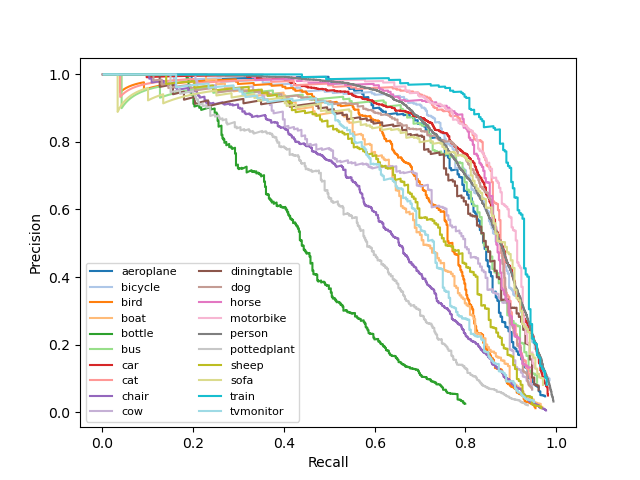 1.0
0.8
0.6
0.4
0.2
0.0
Precision
aeroplane
bicycle
bird
boat
bottle
bus
car
cat
chair
cow
diningtable
dog
horse
motorbike
person
pottedplant
sheep
sofa
train
tvmonitor
0.0 0.2 0.4 0.6 0.8 1.0
Recall